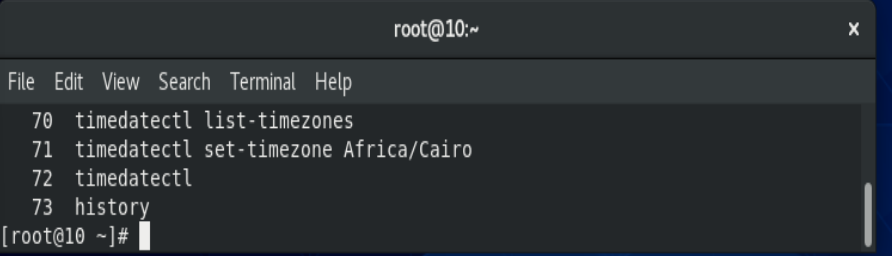 root@10:~ x
File Edit View Search Terminal Help
70 timedatectl list-timezones
71 timedatectl set-timezone Africa/Cairo
72 timedatectl
73 history
[root@10 ~]#